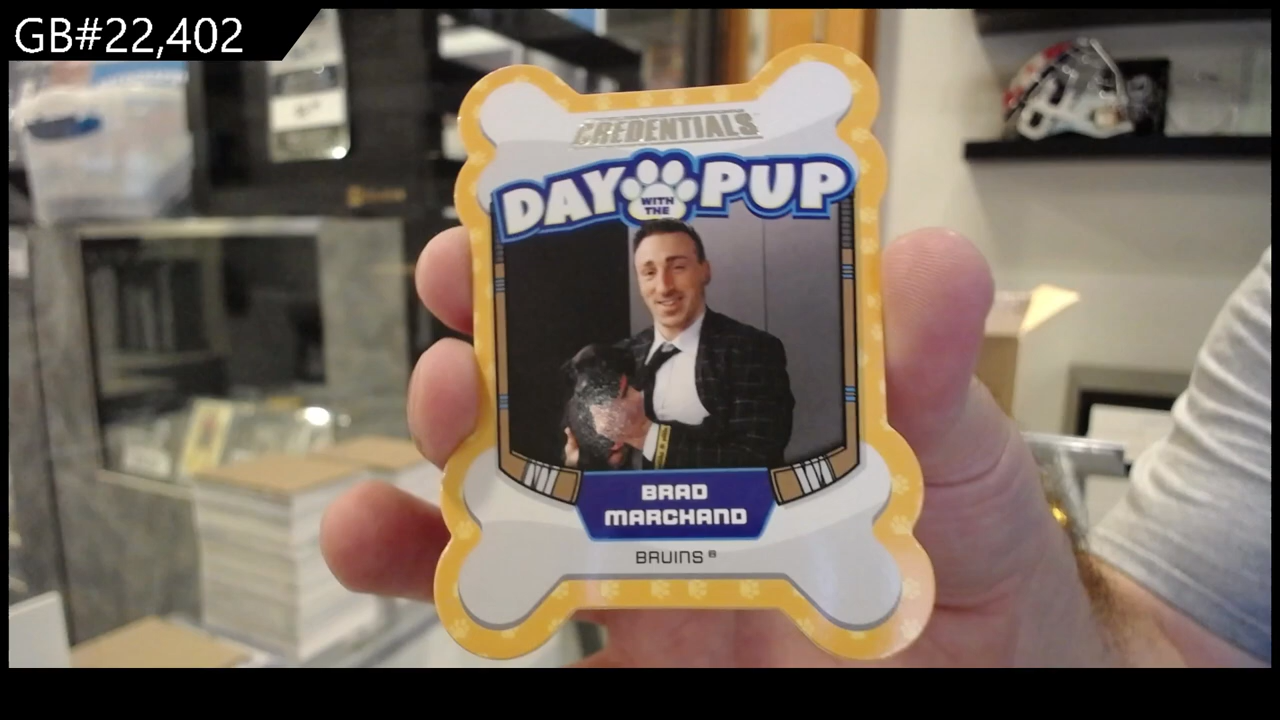 GB#22,402
CREDENTIALS
DAY WITH THE PUP
BRAD
MARCHAND
BRUINS®